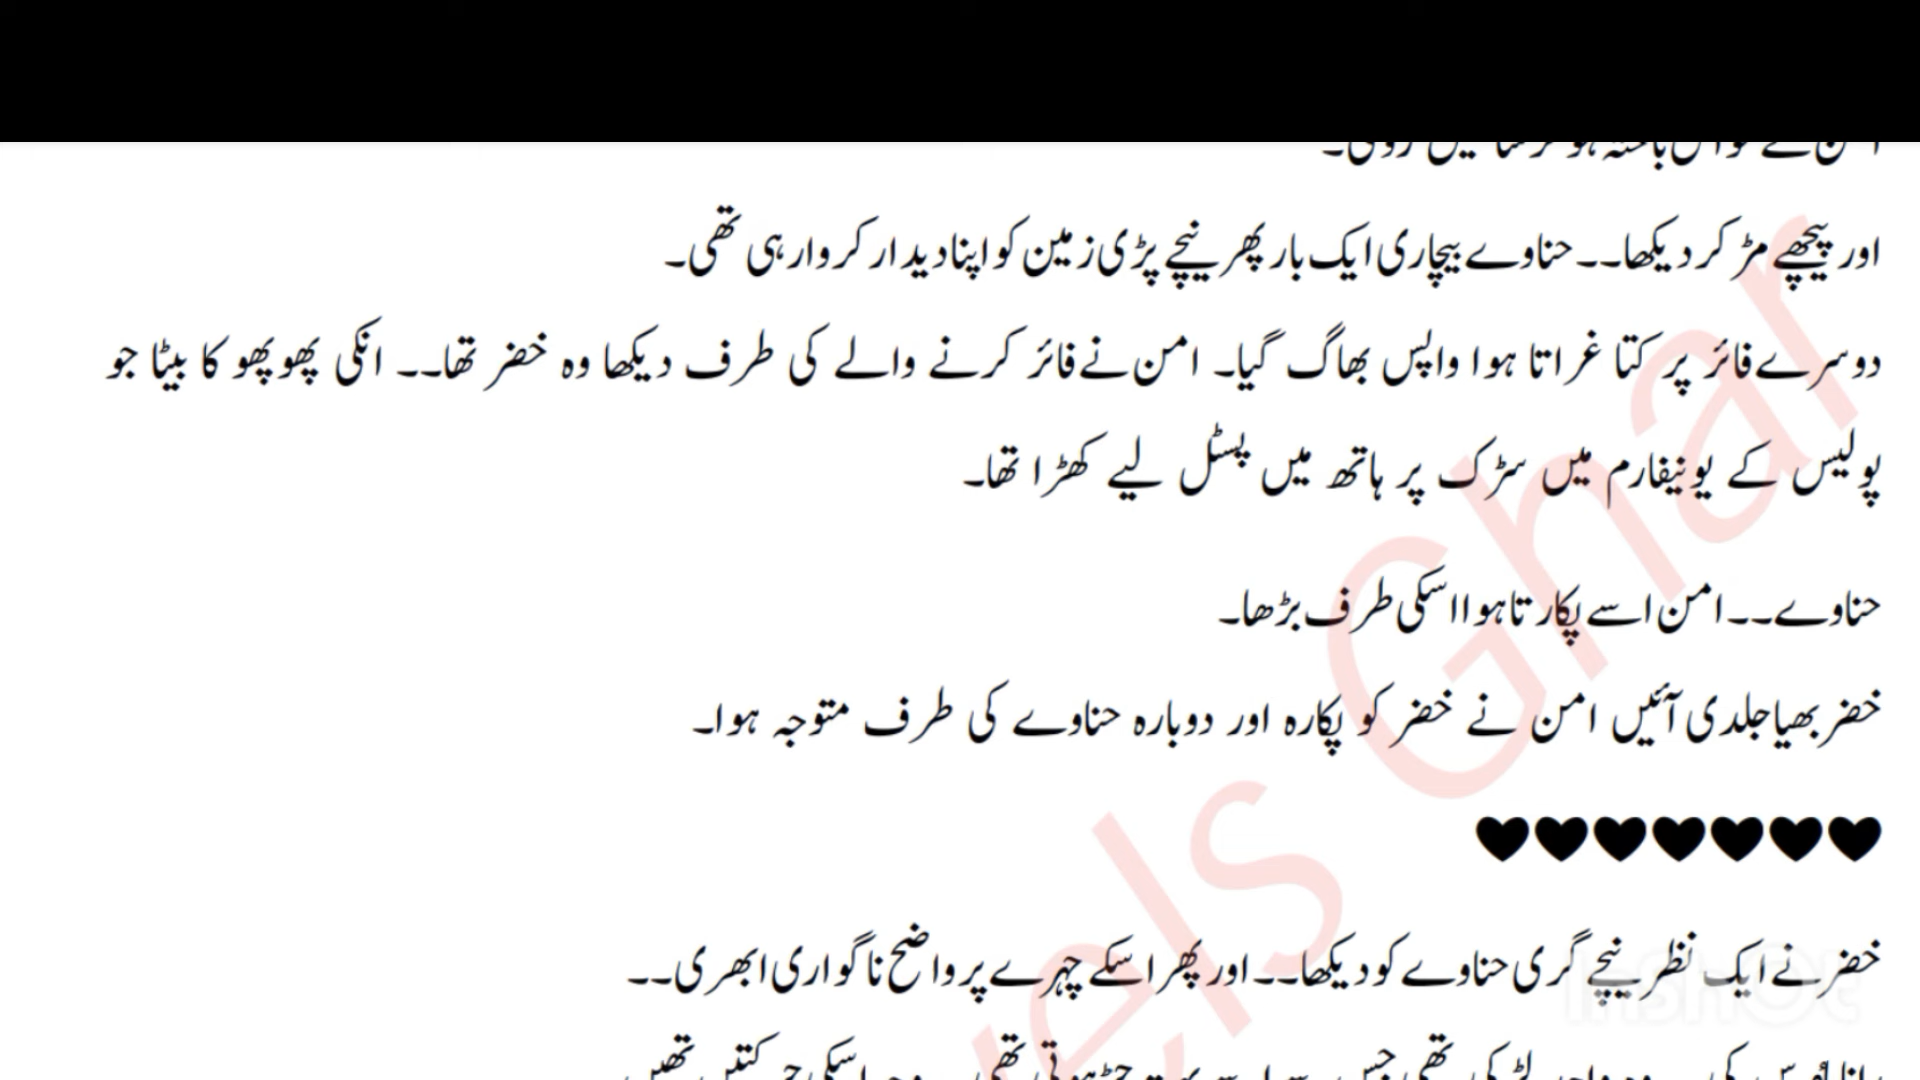 اور پیچھے مڑ کر دیکھا۔۔ حناوے بیچاری ایک بار پھر نیچے پڑی زمین کو اپنا دیدار کروا رہی تھی۔
دوسرے فائر پر کتا غراتا ہوا واپس بھاگ گیا۔ امن نے فائر کرنے والے کی طرف دیکھا وہ خضر تھا۔۔ انکی پھوپھو کا بیٹا جو
پولیس کے یونیفارم میں سڑک پر ہاتھ میں پسٹل لیے کھڑا تھا۔
حناوے۔۔ امن اسے پکارتا ہوا اسکی طرف بڑھا۔
خضر بھیا جلدی آئیں امن نے خضر کو پکارہ اور دوبارہ حناوے کی طرف متوجہ ہوا۔
♥♥♥♥♥♥♥
خضر نے ایک نظر نیچے گری حناوے کو دیکھا۔۔ اور پھر اسکے چہرے پر واضح ناگواری ابھری۔۔
els Ghar
InShOt